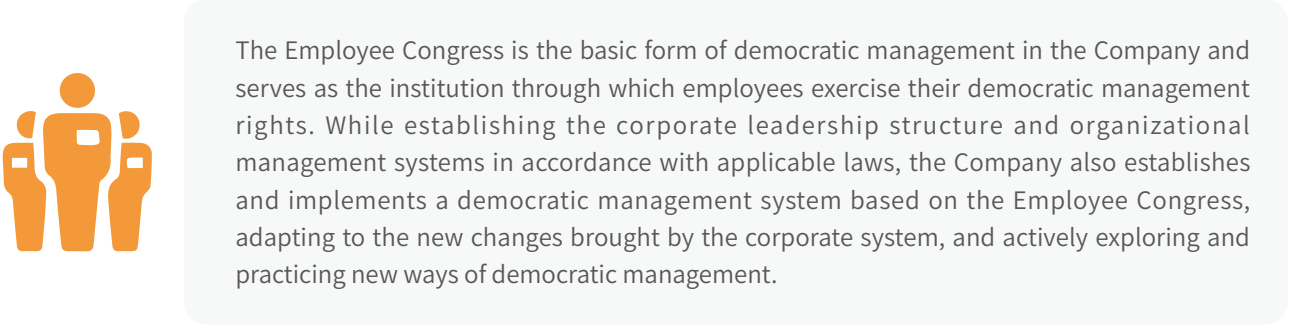 The Employee Congress is the basic form of democratic management in the Company and
serves as the institution through which employees exercise their democratic management
rights. While establishing the corporate leadership structure and organizational
management systems in accordance with applicable laws, the Company also establishes
and implements a democratic management system based on the Employee Congress,
adapting to the new changes brought by the corporate system, and actively exploring and
practicing new ways of democratic management.